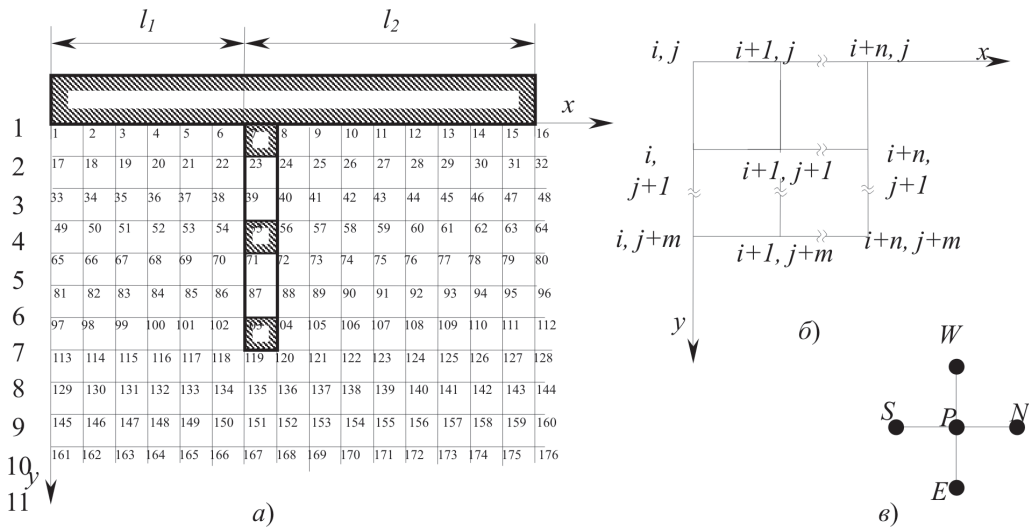 l₁ l₂
x
1
1 2 3 4 5 6 8 9 10 11 12 13 14 15 16
2
17 18 19 20 21 22 23 24 25 26 27 28 29 30 31 32
3
33 34 35 36 37 38 39 40 41 42 43 44 45 46 47 48
4
49 50 51 52 53 54 56 57 58 59 60 61 62 63 64
5
65 66 67 68 69 70 71 72 73 74 75 76 77 78 79 80
6
81 82 83 84 85 86 87 88 89 90 91 92 93 94 95 96
97 98 99 100 101 102 03 04 105 106 107 108 109 110 111 112
7
113 114 115 116 117 118 119 120 121 122 123 124 125 126 127 128
8
129 130 131 132 133 134 135 136 137 138 139 140 141 142 143 144
9
145 146 147 148 149 150 151 152 153 154 155 156 157 158 159 160
10
161 162 163 164 165 166 167 168 169 170 171 172 173 174 175 176
y
11
а)
i, j i+1, j i+n, j x
i, j+1 i+1, j+1 i+n, j+1
i, j+m i+1, j+m i+n, j+m
y
б)
W
S P N
E
в)